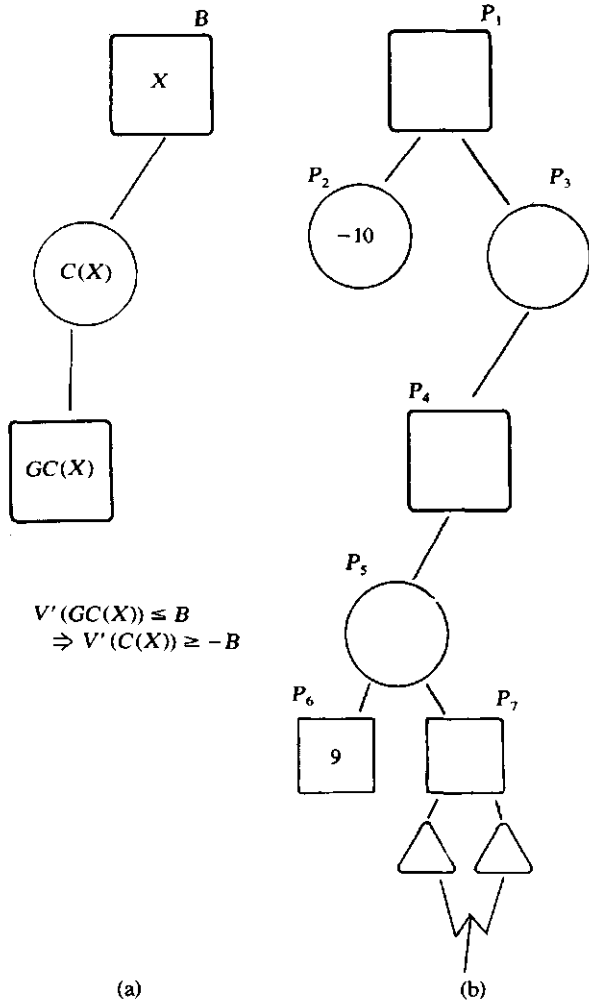 B
X
C(X)
GC(X)
V'(GC(X)) ≤ B
⇒ V'(C(X)) ≥ −B
(a)
P₁
P₂
P₃
−10
P₄
P₅
P₆
P₇
9
(b)